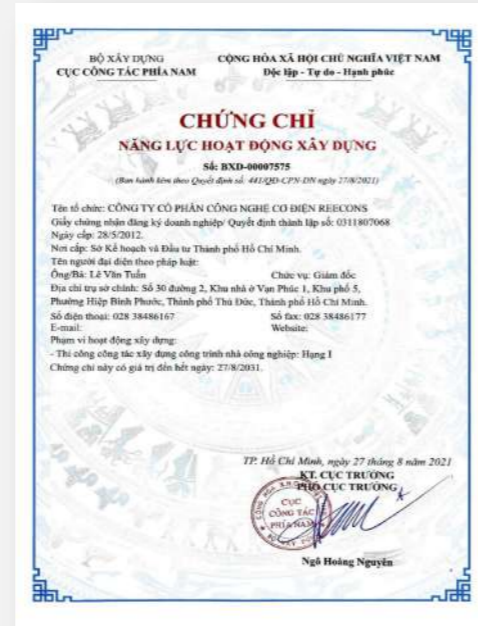 BỘ XÂY DỰNG
CỤC CÔNG TÁC PHÍA NAM
CỘNG HÒA XÃ HỘI CHỦ NGHĨA VIỆT NAM
Độc lập - Tự do - Hạnh phúc
CHỨNG CHỈ
NĂNG LỰC HOẠT ĐỘNG XÂY DỰNG
Số: BXD-00007575
(Ban hành kèm theo Quyết định số: 441/QĐ-CPN-DN ngày 27/8/2021)
Tên tổ chức: CÔNG TY CỔ PHẦN CÔNG NGHỆ CƠ ĐIỆN REECONS
Giấy chứng nhận đăng ký doanh nghiệp/ Quyết định thành lập số: 0311807068
Ngày cấp: 28/5/2012.
Nơi cấp: Sở Kế hoạch và Đầu tư Thành phố Hồ Chí Minh.
Tên người đại diện theo pháp luật:
Ông/Bà: Lê Văn Tuấn Chức vụ: Giám đốc
Địa chỉ trụ sở chính: Số 30 đường 2, Khu nhà ở Vạn Phúc 1, Khu phố 5,
Phường Hiệp Bình Phước, Thành phố Thủ Đức, Thành phố Hồ Chí Minh.
Số điện thoại: 028 38486167 Số fax: 028 38486177
E-mail: Website:
Phạm vi hoạt động xây dựng:
- Thi công công tác xây dựng công trình nhà công nghiệp: Hạng I
Chứng chỉ này có giá trị đến hết ngày: 27/8/2031.
TP. Hồ Chí Minh, ngày 27 tháng 8 năm 2021
KT. CỤC TRƯỞNG
PHÓ CỤC TRƯỞNG
CỤC
CÔNG TÁC
PHÍA NAM
Ngô Hoàng Nguyên